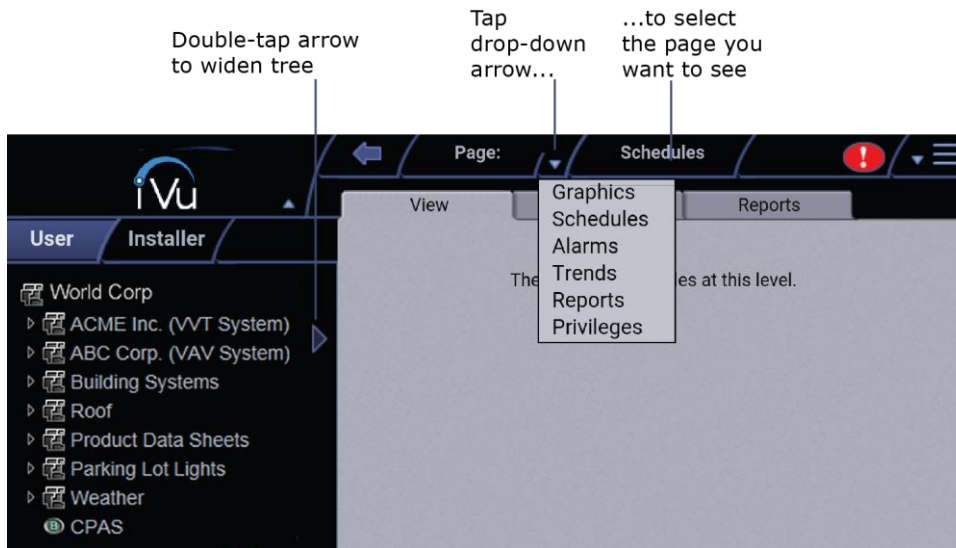 Double-tap arrow
to widen tree
Tap
drop-down
arrow...
...to select
the page you
want to see
iVu
Page:
Schedules
!
User
Installer
View
Reports
Graphics
Schedules
Alarms
Trends
Reports
Privileges
The
les at this level.
World Corp
ACME Inc. (VVT System)
ABC Corp. (VAV System)
Building Systems
Roof
Product Data Sheets
Parking Lot Lights
Weather
B CPAS